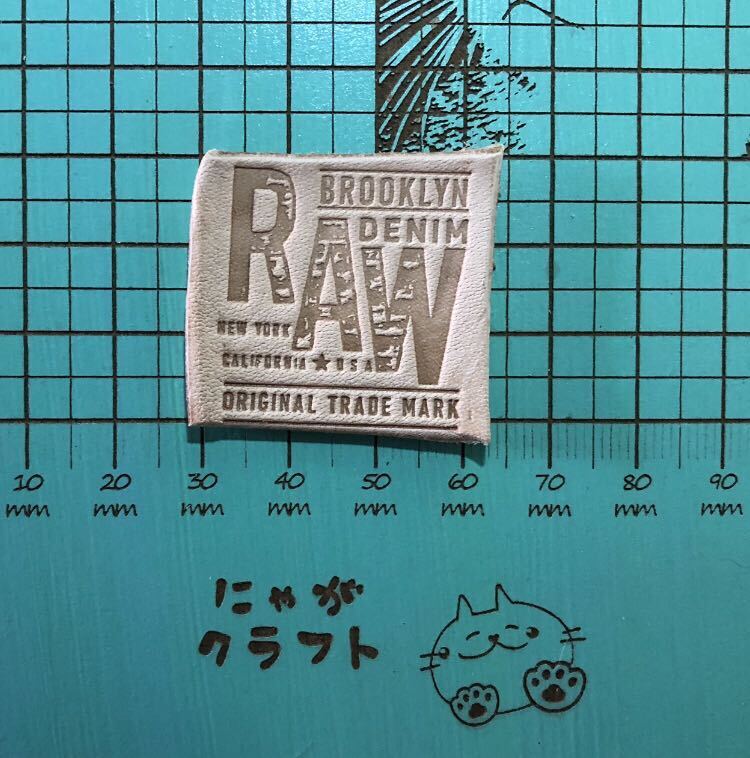 BROOKLYN
DENIM
RAW
NEW YORK
CALIFORNIA ★ USA
ORIGINAL TRADE MARK
10 20 30 40 50 60 70 80 90
mm mm mm mm mm mm mm mm mm
にゃが
クラフト